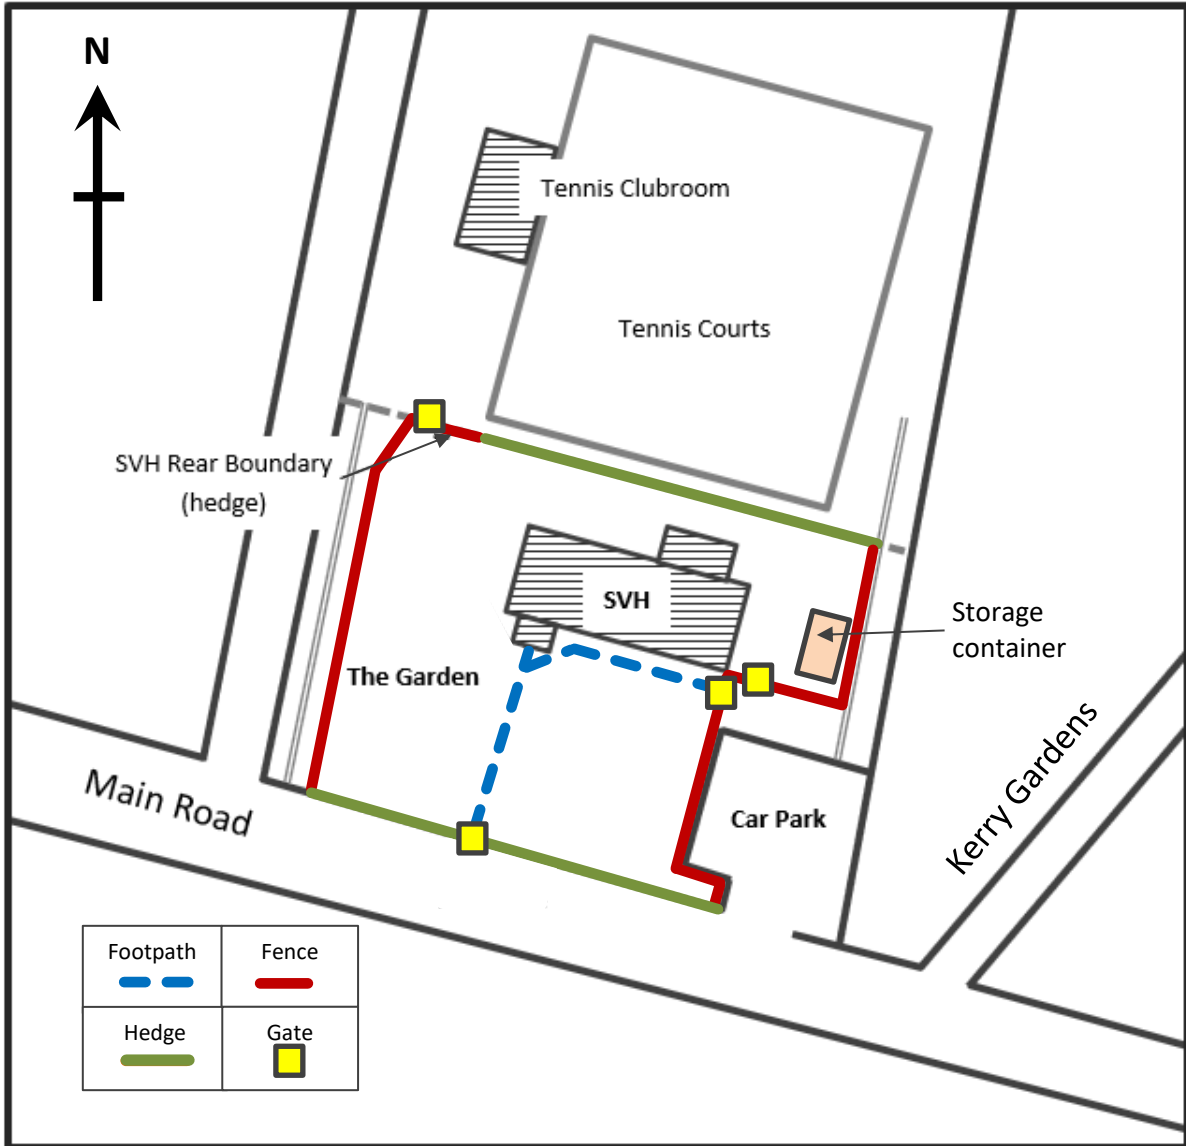 N
Tennis Clubroom
Tennis Courts
SVH Rear Boundary
(hedge)
SVH
Storage
container
The Garden
Kerry Gardens
Main Road
Car Park
Footpath
Fence
Hedge
Gate